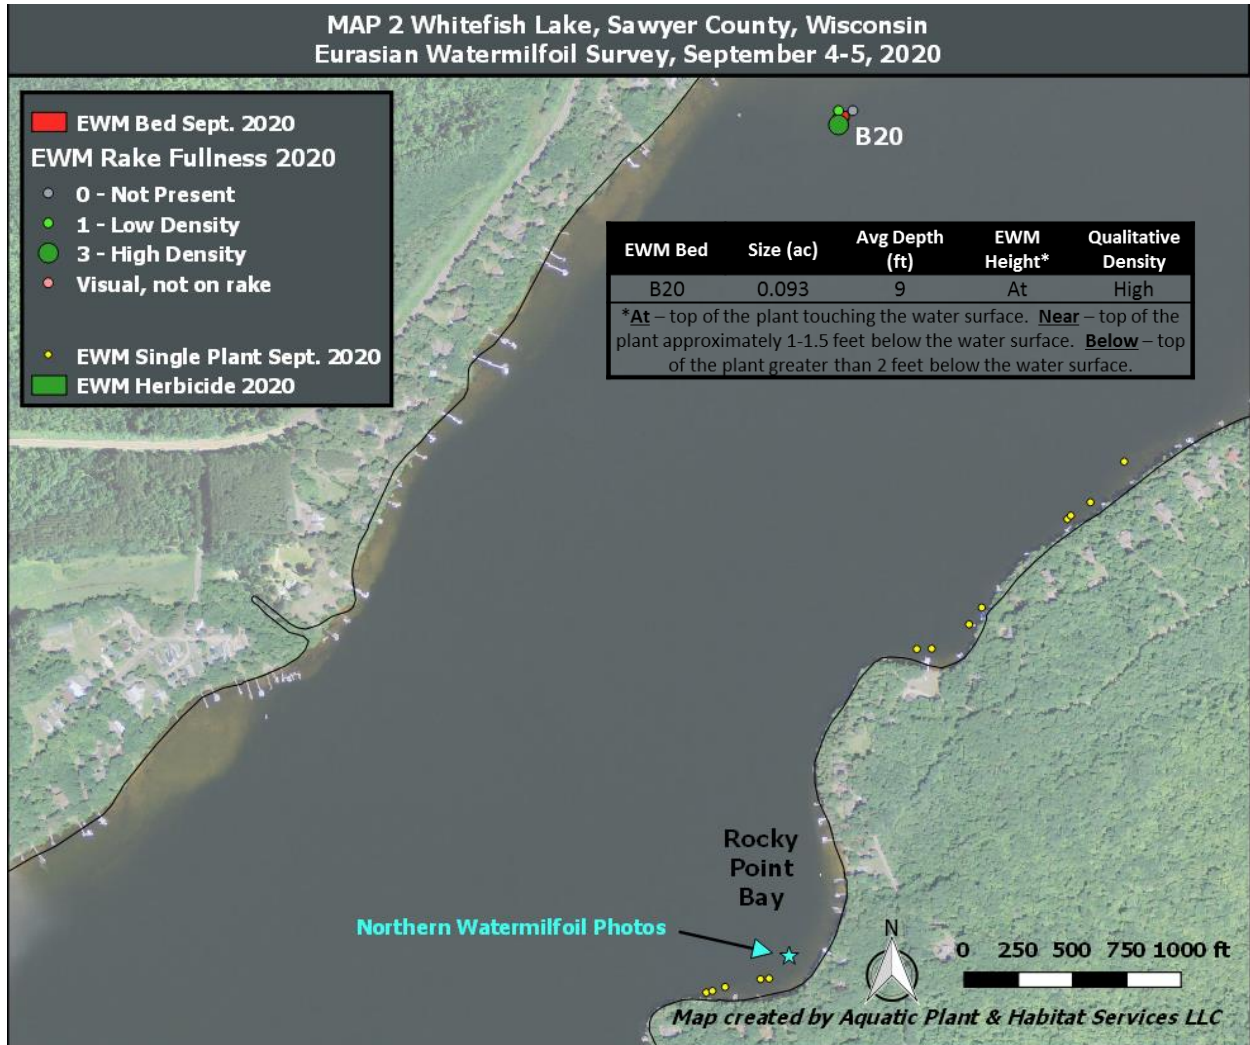 MAP 2 Whitefish Lake, Sawyer County, Wisconsin
Eurasian Watermilfoil Survey, September 4-5, 2020
EWM Bed Sept. 2020
EWM Rake Fullness 2020
0 - Not Present
1 - Low Density
3 - High Density
Visual, not on rake
EWM Single Plant Sept. 2020
EWM Herbicide 2020
B20
EWM Bed Size (ac) Avg Depth (ft) EWM Height* Qualitative Density
B20 0.093 9 At High
*At – top of the plant touching the water surface. Near – top of the
plant approximately 1-1.5 feet below the water surface. Below – top
of the plant greater than 2 feet below the water surface.
Rocky
Point
Bay
Northern Watermilfoil Photos
N
0 250 500 750 1000 ft
Map created by Aquatic Plant & Habitat Services LLC